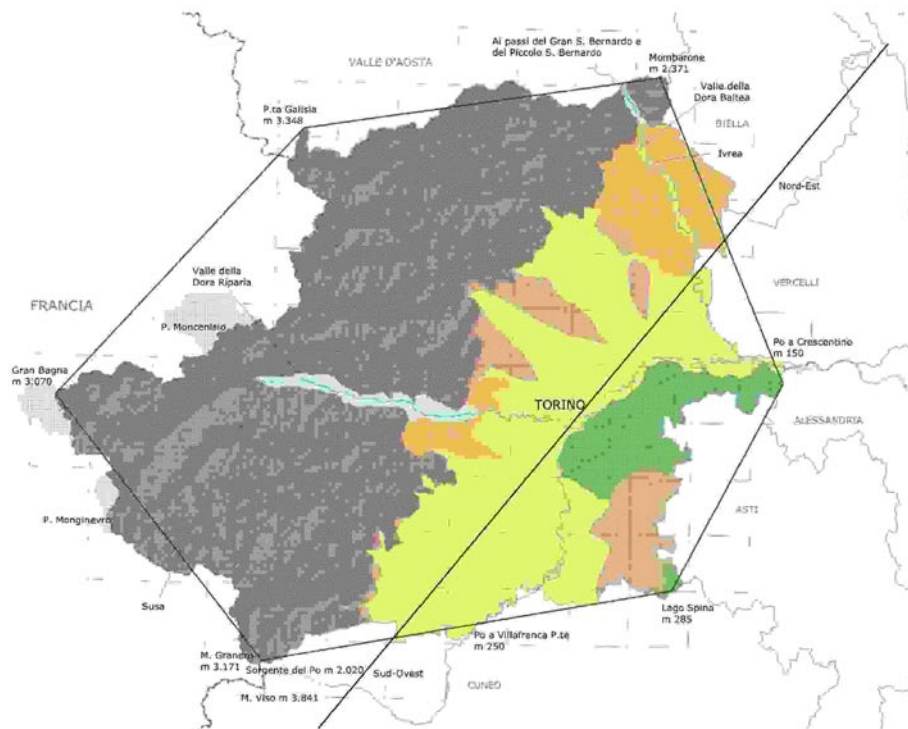 Ai passi del Gran S. Bernardo e
del Piccolo S. Bernardo
VALLE D'AOSTA
Mombarone
m 2.371
Valle della
Dora Baltea
P.ta Galisia
m 3.348
BIELLA
Ivrea
Nord-Est
Valle della
Dora Riparia
FRANCIA
P. Moncenisio
VERCELLI
Po a Crescentino
m 150
Gran Bagna
m 3.070
TORINO
ALESSANDRIA
P. Monginevro
ASTI
Susa
Lago Spina
m 285
Po a Villafranca P.te
m 250
M. Granero
m 3.171
Sorgente del Po m 2.020
Sud-Ovest
CUNEO
M. Viso m 3.841